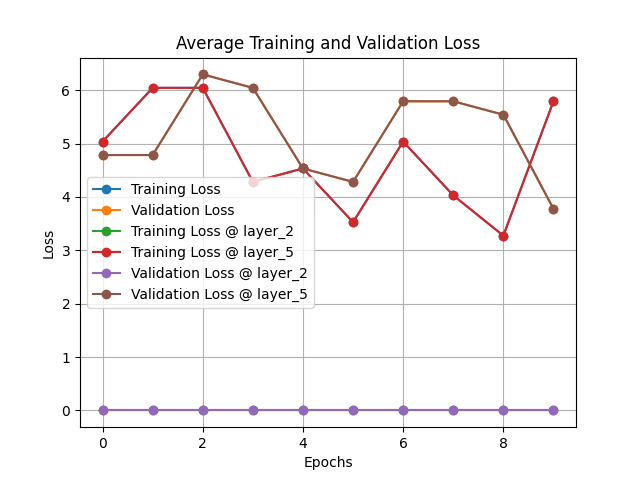 Average Training and Validation Loss
6
5
4
3
2
1
0
Loss
Training Loss
Validation Loss
Training Loss @ layer_2
Training Loss @ layer_5
Validation Loss @ layer_2
Validation Loss @ layer_5
0 2 4 6 8
Epochs